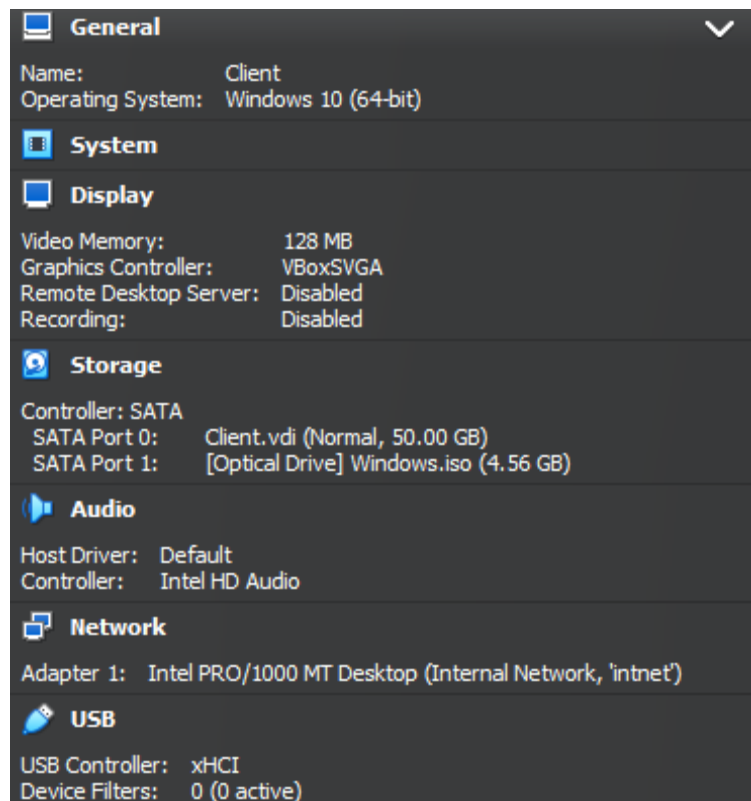 General
Name: Client
Operating System: Windows 10 (64-bit)
System
Display
Video Memory: 128 MB
Graphics Controller: VBoxSVGA
Remote Desktop Server: Disabled
Recording: Disabled
Storage
Controller: SATA
SATA Port 0: Client.vdi (Normal, 50.00 GB)
SATA Port 1: [Optical Drive] Windows.iso (4.56 GB)
Audio
Host Driver: Default
Controller: Intel HD Audio
Network
Adapter 1: Intel PRO/1000 MT Desktop (Internal Network, 'intnet')
USB
USB Controller: xHCI
Device Filters: 0 (0 active)